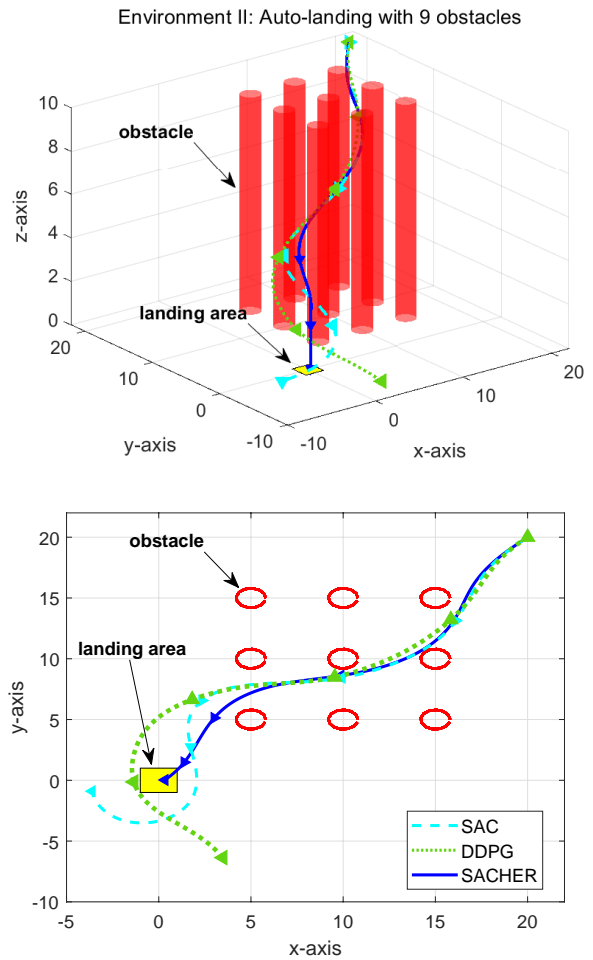 Environment II: Auto-landing with 9 obstacles
10
8
6
4
2
0
z-axis
obstacle
landing area
20
10
0
-10
y-axis
-10
0
10
20
x-axis
obstacle
landing area
20
15
10
5
0
-5
-10
y-axis
SAC
DDPG
SACHER
-5
0
5
10
15
20
x-axis